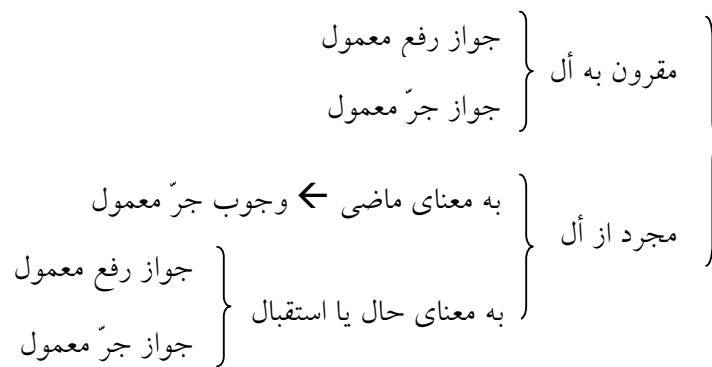 جواز رفع معمول
مقرون به أل
جواز جرّ معمول
به معنای ماضی ← وجوب جرّ معمول
مجرد از أل
جواز رفع معمول
به معنای حال یا استقبال
جواز جرّ معمول